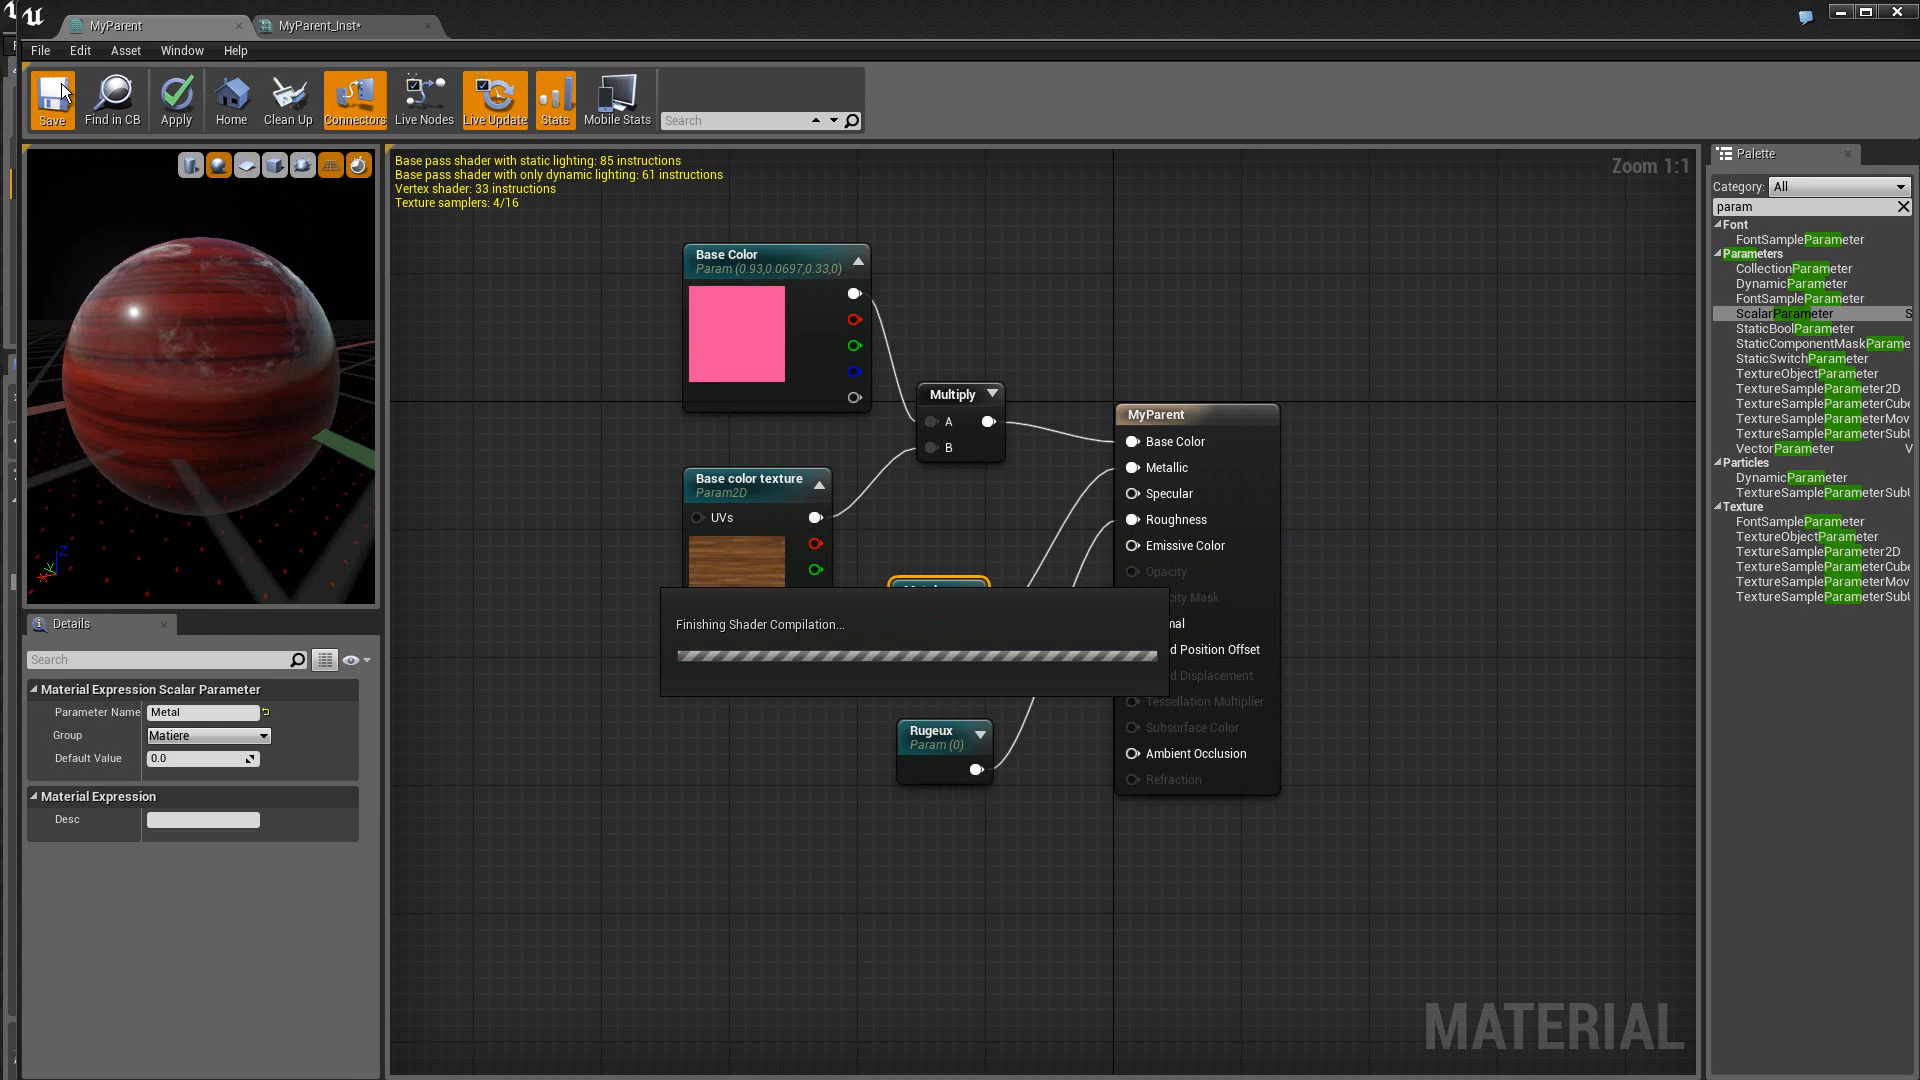 MyParent
MyParent_Inst*
File Edit Asset Window Help
Save
Find in CB
Apply
Home
Clean Up
Connectors
Live Nodes
Live Update
Stats
Mobile Stats
Search
Base pass shader with static lighting: 85 instructions
Base pass shader with only dynamic lighting: 61 instructions
Vertex shader: 33 instructions
Texture samplers: 4/16
Zoom 1:1
Base Color
Param (0.93,0.0697,0.33,0)
Multiply
A
B
Base color texture
Param2D
UVs
Finishing Shader Compilation...
Rugeux
Param (0)
MyParent
Base Color
Metallic
Specular
Roughness
Emissive Color
Opacity
city Mask
mal
d Position Offset
d Displacement
Tessellation Multiplier
Subsurface Color
Ambient Occlusion
Refraction
MATERIAL
Z
Y
X
Details
Search
Material Expression Scalar Parameter
Parameter Name Metal
Group Matiere
Default Value 0.0
Material Expression
Desc
Palette
Category: All
param
Font
FontSampleParameter
Parameters
CollectionParameter
DynamicParameter
FontSampleParameter
ScalarParameter S
StaticBoolParameter
StaticComponentMaskParame
StaticSwitchParameter
TextureObjectParameter
TextureSampleParameter2D
TextureSampleParameterCube
TextureSampleParameterMov
TextureSampleParameterSubU
VectorParameter V
Particles
DynamicParameter
TextureSampleParameterSubU
Texture
FontSampleParameter
TextureObjectParameter
TextureSampleParameter2D
TextureSampleParameterCube
TextureSampleParameterMov
TextureSampleParameterSubU